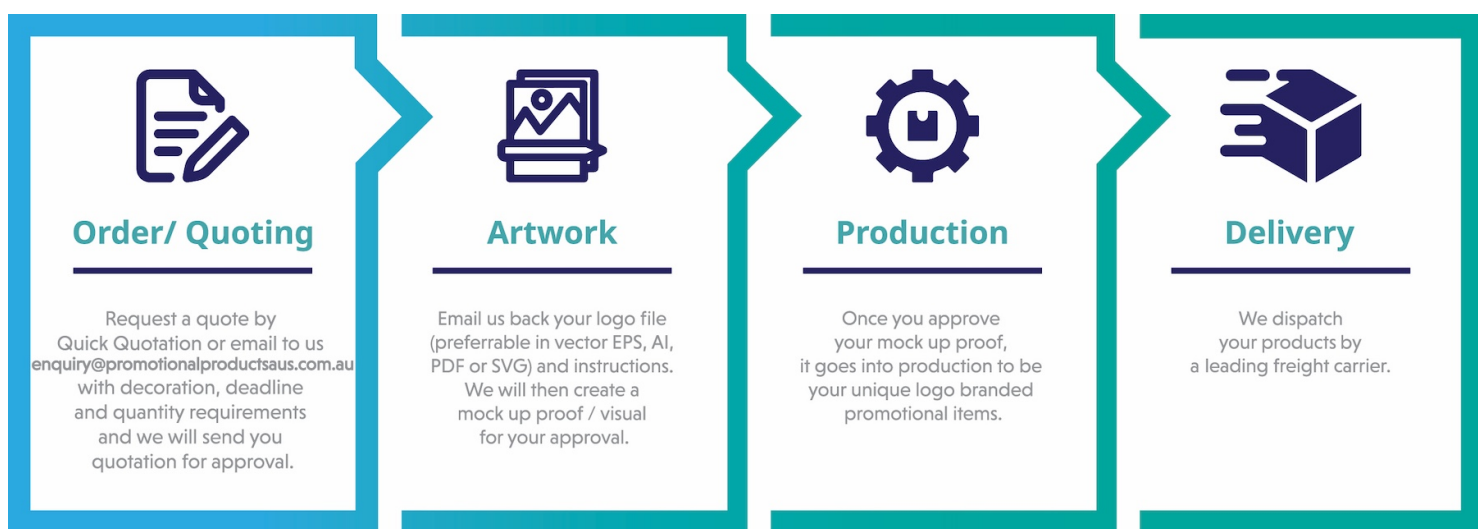 Order/ Quoting
Request a quote by
Quick Quotation or email to us
enquiry@promotionalproductsaus.com.au
with decoration, deadline
and quantity requirements
and we will send you
quotation for approval.
Artwork
Email us back your logo file
(preferrable in vector EPS, AI,
PDF or SVG) and instructions.
We will then create a
mock up proof / visual
for your approval.
Production
Once you approve
your mock up proof,
it goes into production to be
your unique logo branded
promotional items.
Delivery
We dispatch
your products by
a leading freight carrier.